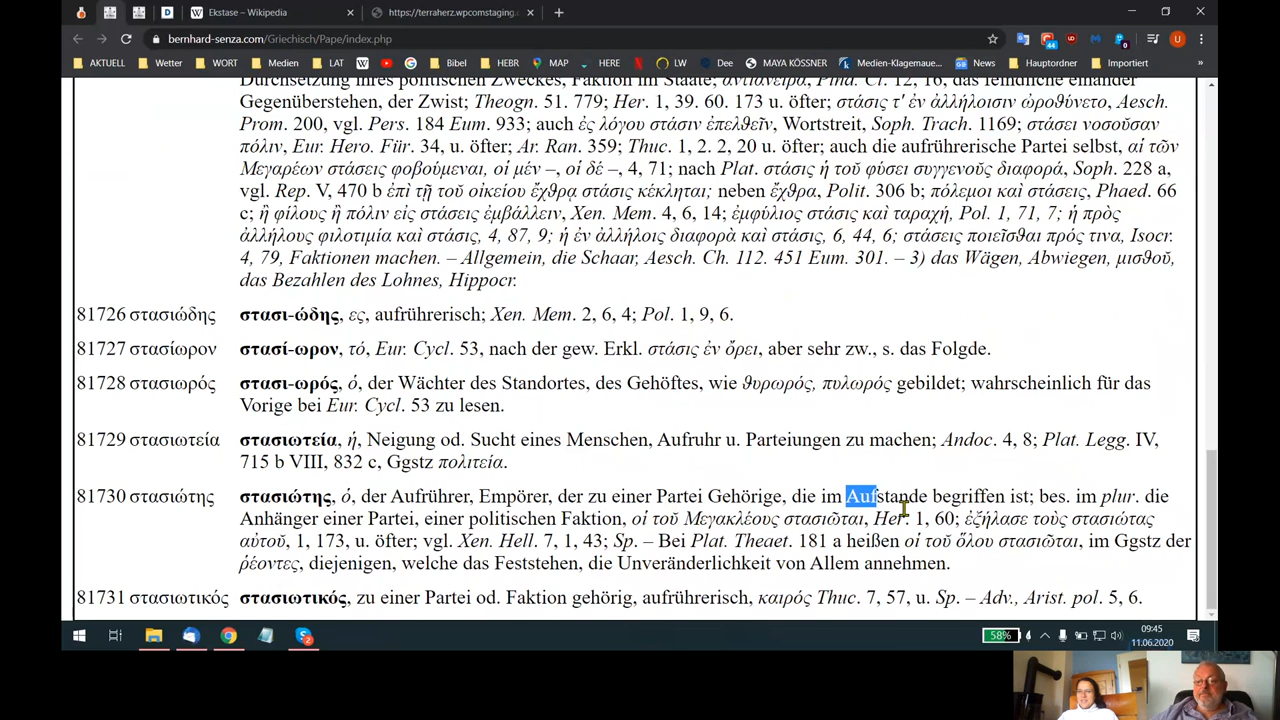 Ekstase – Wikipedia
https://terraherz.wpcomstaging.c
bernhard-senza.com/Griechisch/Pape/index.php
AKTUELL Wetter WORT Medien LAT Bibel HEBR MAP HERE LW Dee MAYA KÖSSNER Medien-Klagemaue... News Hauptordner Importiert
Durchsetzung ihres politischen Zweckes, Faktion im Staate; ἀντιάνειρα, Pind. Ol. 12, 16, das feindliche einander
Gegenüberstehen, der Zwist; Theogn. 51. 779; Her. 1, 39. 60. 173 u. öfter; στάσις τ' ἐν ἀλλήλοισιν ὠροθύνετο, Aesch.
Prom. 200, vgl. Pers. 184 Eum. 933; auch ἐς λόγου στάσιν ἐπελθεῖν, Wortstreit, Soph. Trach. 1169; στάσει νοσοῦσαν
πόλιν, Eur. Hero. Für. 34, u. öfter; Ar. Ran. 359; Thuc. 1, 2. 2, 20 u. öfter; auch die aufrührerische Partei selbst, αἱ τῶν
Μεγαρέων στάσεις φοβούμεναι, οἱ μέν –, οἱ δέ –, 4, 71; nach Plat. στάσις ἡ τοῦ φύσει συγγενοῦς διαφορά, Soph. 228 a,
vgl. Rep. V, 470 b ἐπὶ τῇ τοῦ οἰκείου ἔχθρᾳ στάσις κέκληται; neben ἔχθρα, Polit. 306 b; πόλεμοι καὶ στάσεις, Phaed. 66
c; ἢ φίλους ἢ πόλιν εἰς στάσεις ἐμβάλλειν, Xen. Mem. 4, 6, 14; ἐμφύλιος στάσις καὶ ταραχή, Pol. 1, 71, 7; ἡ πρὸς
ἀλλήλους φιλοτιμία καὶ στάσις, 4, 87, 9; ἡ ἐν ἀλλήλοις διαφορὰ καὶ στάσις, 6, 44, 6; στάσεις ποιεῖσθαι πρός τινα, Isocr.
4, 79, Faktionen machen. – Allgemein, die Schaar, Aesch. Ch. 112. 451 Eum. 301. – 3) das Wägen, Abwiegen, μισθοῦ,
das Bezahlen des Lohnes, Hippocr.
81726 στασιώδης στασι-ώδης, ες, aufrührerisch; Xen. Mem. 2, 6, 4; Pol. 1, 9, 6.
81727 στασίωρον στασί-ωρον, τό, Eur. Cycl. 53, nach der gew. Erkl. στάσις ἐν ὄρει, aber sehr zw., s. das Folgde.
81728 στασιωρός στασι-ωρός, ὁ, der Wächter des Standortes, des Gehöftes, wie θυρωρός, πυλωρός gebildet; wahrscheinlich für das
Vorige bei Eur. Cycl. 53 zu lesen.
81729 στασιωτεία στασιωτεία, ἡ, Neigung od. Sucht eines Menschen, Aufruhr u. Parteiungen zu machen; Andoc. 4, 8; Plat. Legg. IV,
715 b VIII, 832 c, Ggstz πολιτεία.
81730 στασιώτης στασιώτης, ὁ, der Aufrührer, Empörer, der zu einer Partei Gehörige, die im Aufstande begriffen ist; bes. im plur. die
Anhänger einer Partei, einer politischen Faktion, οἱ τοῦ Μεγακλέους στασιῶται, Her. 1, 60; ἐξήλασε τοὺς στασιώτας
αὐτοῦ, 1, 173, u. öfter; vgl. Xen. Hell. 7, 1, 43; Sp. – Bei Plat. Theaet. 181 a heißen οἱ τοῦ ὅλου στασιῶται, im Ggstz der
ῥέοντες, diejenigen, welche das Feststehen, die Unveränderlichkeit von Allem annehmen.
81731 στασιωτικός στασιωτικός, zu einer Partei od. Faktion gehörig, aufrührerisch, καιρός Thuc. 7, 57, u. Sp. – Adv., Arist. pol. 5, 6.
58% 09:45
11.06.2020